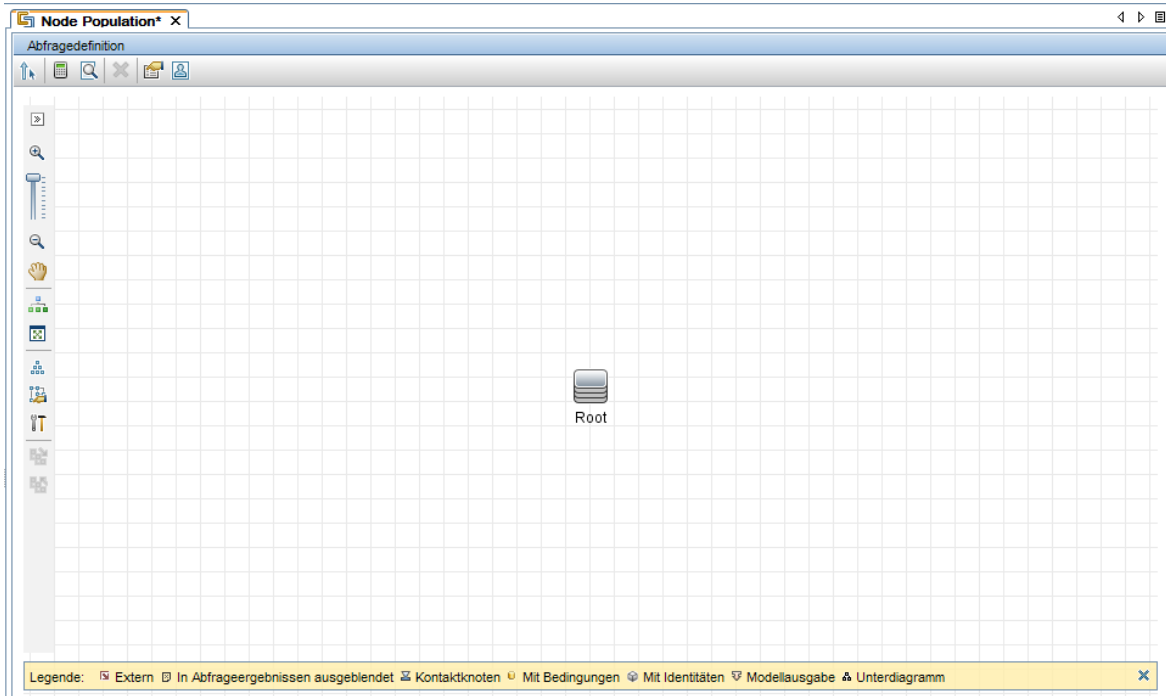 Node Population*
Abfragedefinition
Root
Legende: Extern In Abfrageergebnissen ausgeblendet Kontaktknoten Mit Bedingungen Mit Identitäten Modellausgabe Unterdiagramm